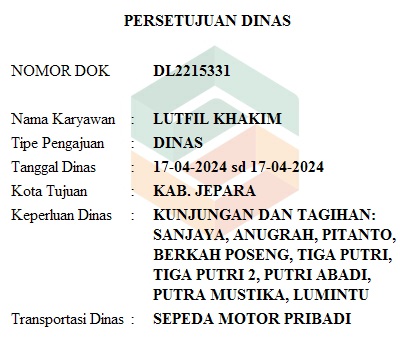 PERSETUJUAN DINAS
NOMOR DOK DL2215331
Nama Karyawan : LUTFIL KHAKIM
Tipe Pengajuan : DINAS
Tanggal Dinas : 17-04-2024 sd 17-04-2024
Kota Tujuan : KAB. JEPARA
Keperluan Dinas : KUNJUNGAN DAN TAGIHAN:
SANJAYA, ANUGRAH, PITANTO,
BERKAH POSENG, TIGA PUTRI,
TIGA PUTRI 2, PUTRI ABADI,
PUTRA MUSTIKA, LUMINTU
Transportasi Dinas : SEPEDA MOTOR PRIBADI